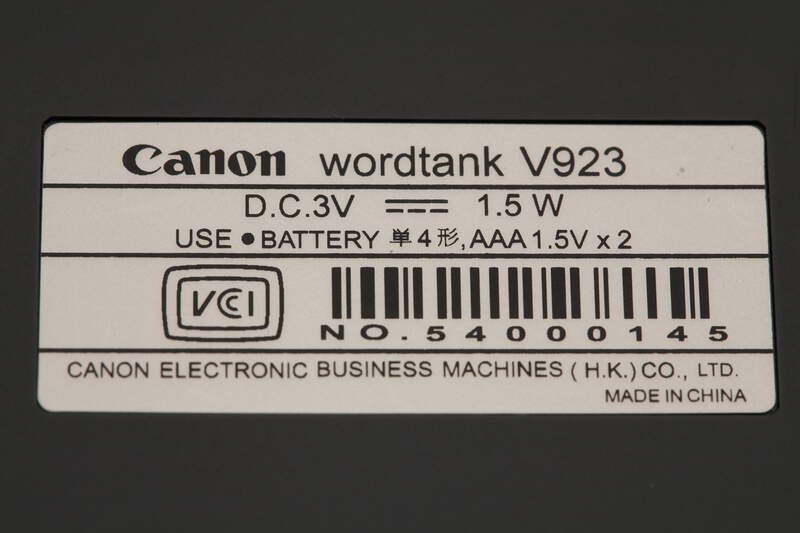 Canon wordtank V923
D.C.3V ⎓ 1.5 W
USE ● BATTERY 単4形, AAA 1.5V x 2
VCCI
NO. 54000145
CANON ELECTRONIC BUSINESS MACHINES ( H.K.) CO., LTD.
MADE IN CHINA